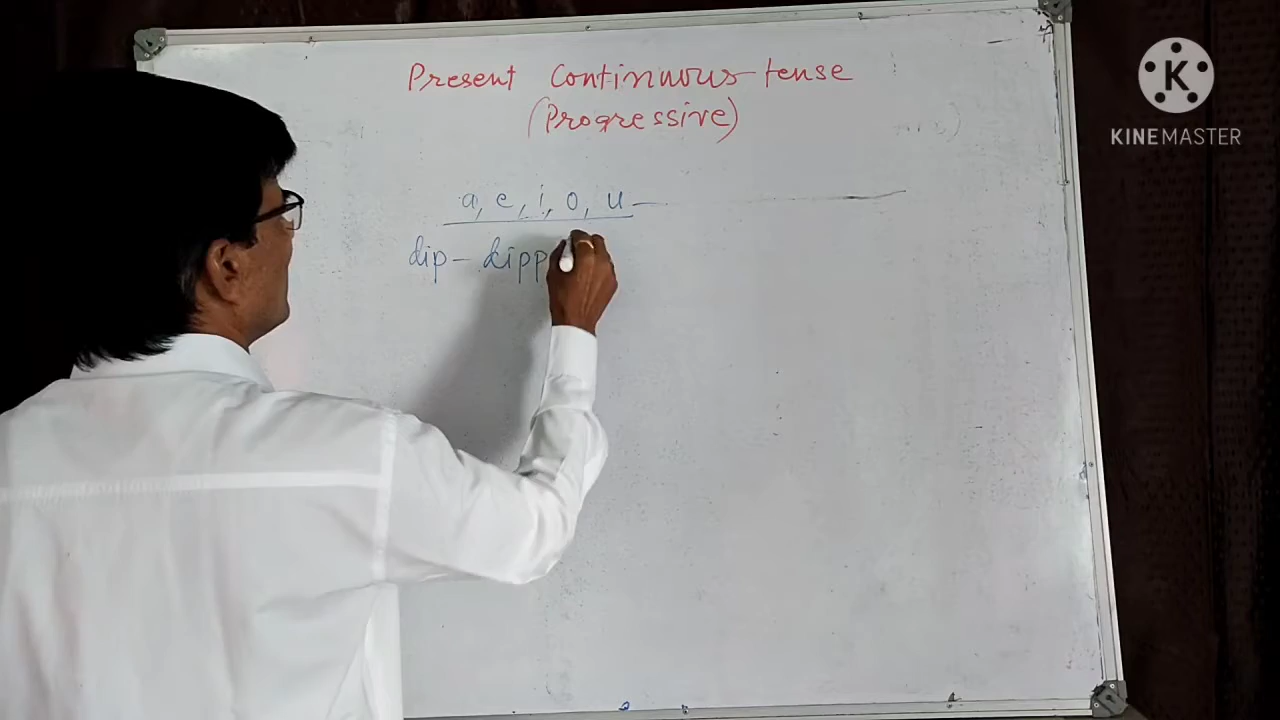 Present Continuous tense
(Progressive)
a, e, i, o, u
dip - dipp
K
KINEMASTER